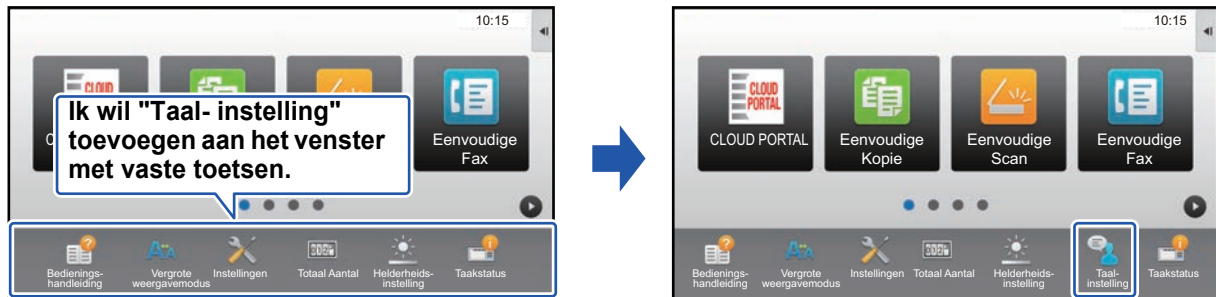 10:15
CLOUD
Ik wil "Taal- instelling"
toevoegen aan het venster
met vaste toetsen.
Eenvoudige
Fax
Bedienings-
handleiding
Vergrote
weergavemodus
Instellingen
Totaal Aantal
Helderheids-
instelling
Taakstatus
10:15
CLOUD
PORTAL
CLOUD PORTAL
Eenvoudige
Kopie
Eenvoudige
Scan
Eenvoudige
Fax
Bedienings-
handleiding
Vergrote
weergavemodus
Instellingen
Totaal Aantal
Helderheids-
instelling
Taal-
instelling
Taakstatus